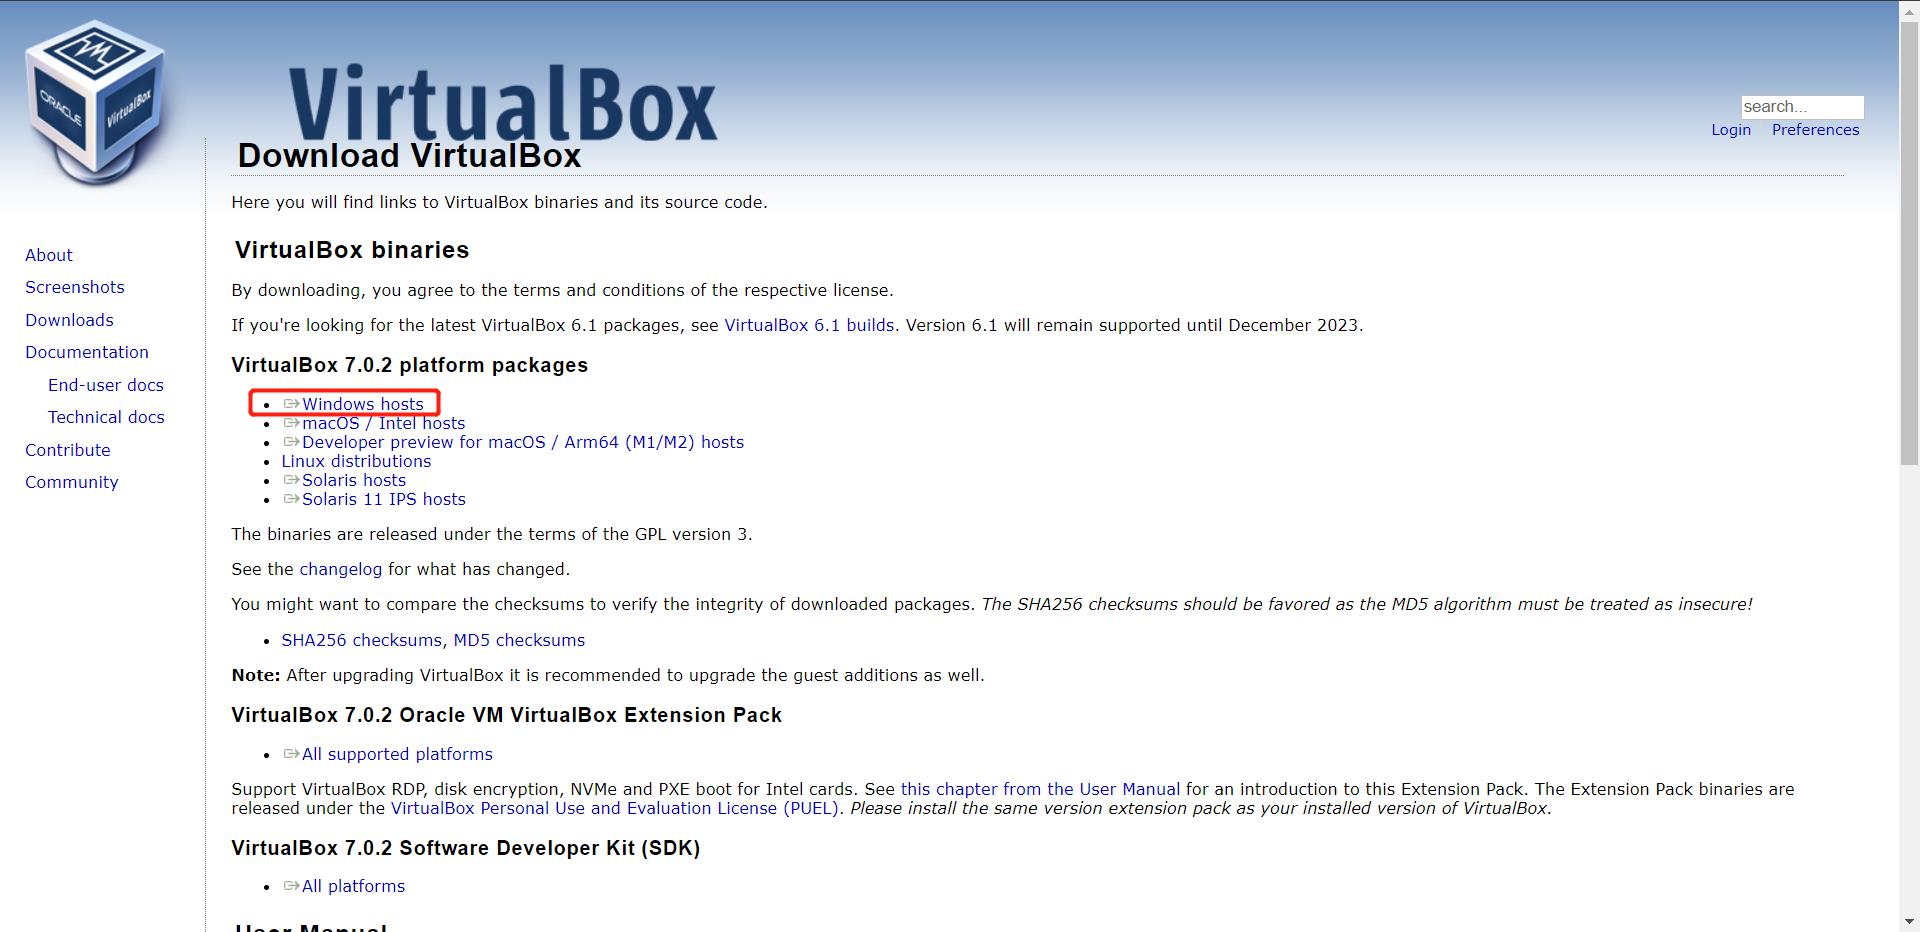 ORACLE
VirtualBox
VirtualBox
search...
Login Preferences
Download VirtualBox
Here you will find links to VirtualBox binaries and its source code.
About
Screenshots
Downloads
Documentation
End-user docs
Technical docs
Contribute
Community
VirtualBox binaries
By downloading, you agree to the terms and conditions of the respective license.
If you're looking for the latest VirtualBox 6.1 packages, see VirtualBox 6.1 builds. Version 6.1 will remain supported until December 2023.
VirtualBox 7.0.2 platform packages
Windows hosts
macOS / Intel hosts
Developer preview for macOS / Arm64 (M1/M2) hosts
Linux distributions
Solaris hosts
Solaris 11 IPS hosts
The binaries are released under the terms of the GPL version 3.
See the changelog for what has changed.
You might want to compare the checksums to verify the integrity of downloaded packages. The SHA256 checksums should be favored as the MD5 algorithm must be treated as insecure!
SHA256 checksums, MD5 checksums
Note: After upgrading VirtualBox it is recommended to upgrade the guest additions as well.
VirtualBox 7.0.2 Oracle VM VirtualBox Extension Pack
All supported platforms
Support VirtualBox RDP, disk encryption, NVMe and PXE boot for Intel cards. See this chapter from the User Manual for an introduction to this Extension Pack. The Extension Pack binaries are
released under the VirtualBox Personal Use and Evaluation License (PUEL). Please install the same version extension pack as your installed version of VirtualBox.
VirtualBox 7.0.2 Software Developer Kit (SDK)
All platforms
User Manual